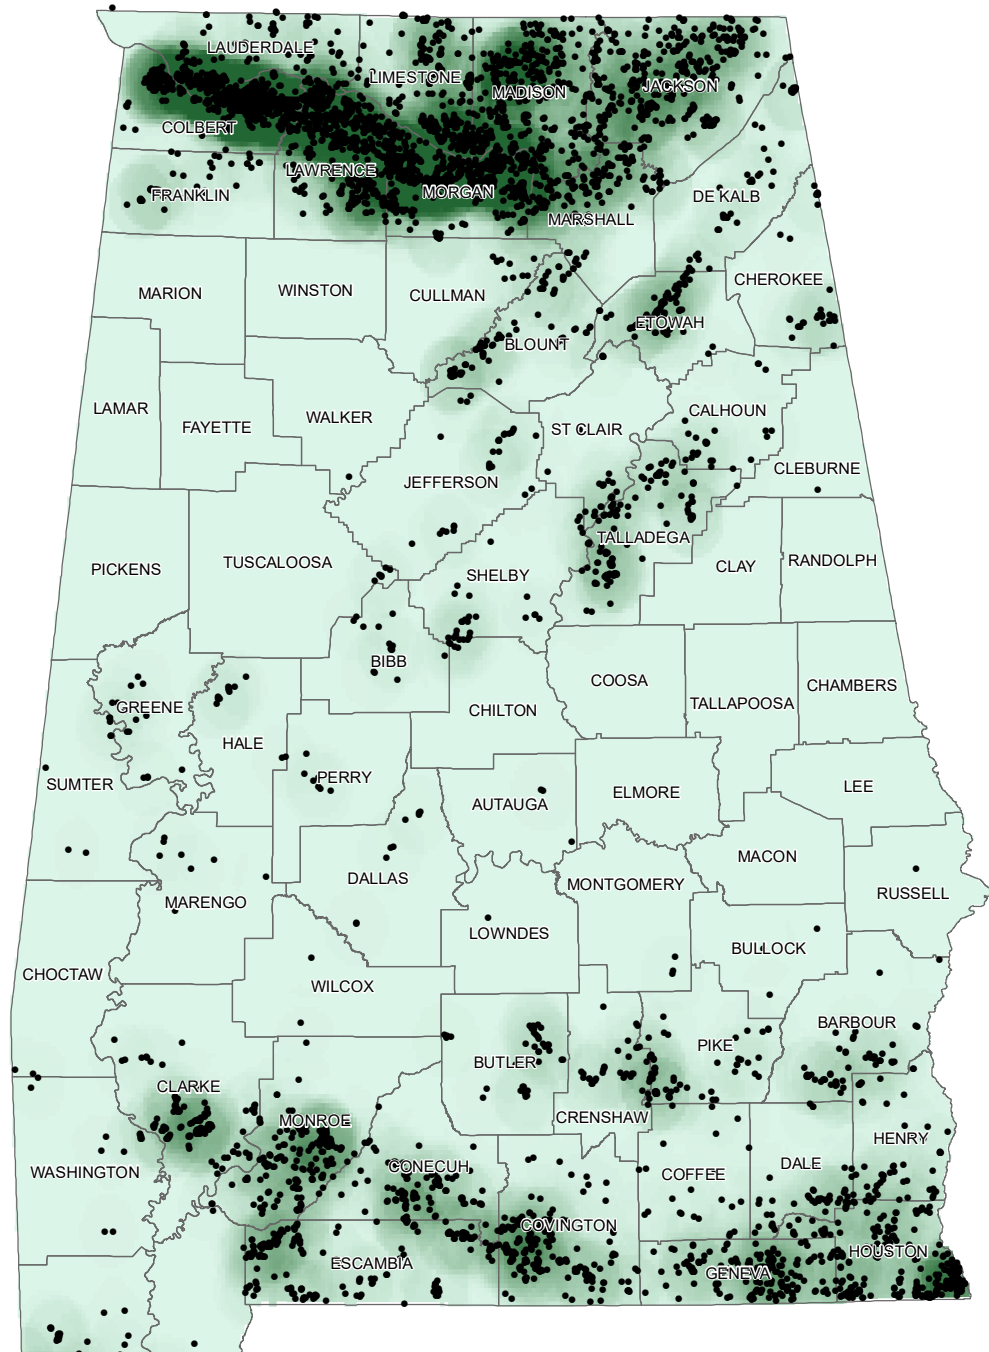 LAUDERDALE
LIMESTONE
MADISON
JACKSON
COLBERT
LAWRENCE
FRANKLIN
MORGAN
DE KALB
MARSHALL
CHEROKEE
MARION
WINSTON
CULLMAN
ETOWAH
BLOUNT
LAMAR
FAYETTE
WALKER
ST CLAIR
CALHOUN
JEFFERSON
CLEBURNE
TALLADEGA
PICKENS
TUSCALOOSA
SHELBY
CLAY
RANDOLPH
BIBB
COOSA
CHAMBERS
GREENE
CHILTON
TALLAPOOSA
HALE
SUMTER
PERRY
AUTAUGA
ELMORE
LEE
MACON
DALLAS
MONTGOMERY
RUSSELL
MARENGO
LOWNDES
BULLOCK
CHOCTAW
WILCOX
BARBOUR
BUTLER
PIKE
CLARKE
MONROE
CRENSHAW
HENRY
WASHINGTON
CONECUH
COFFEE
DALE
COVINGTON
HOUSTON
ESCAMBIA
GENEVA